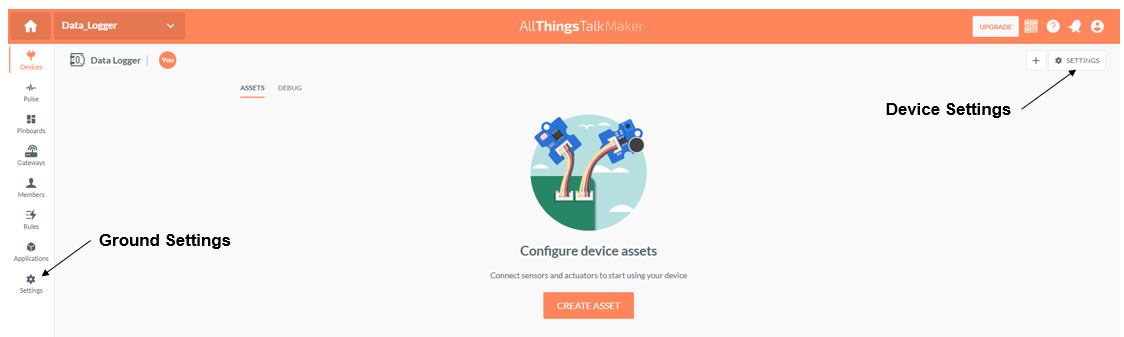 Data_Logger
AllThingsTalkMaker
UPGRADE
Devices
Data Logger
You
SETTINGS
ASSETS DEBUG
Pulse
Device Settings
Pinboards
Gateways
Members
Rules
Ground Settings
Configure device assets
Applications
Connect sensors and actuators to start using your device
Settings
CREATE ASSET